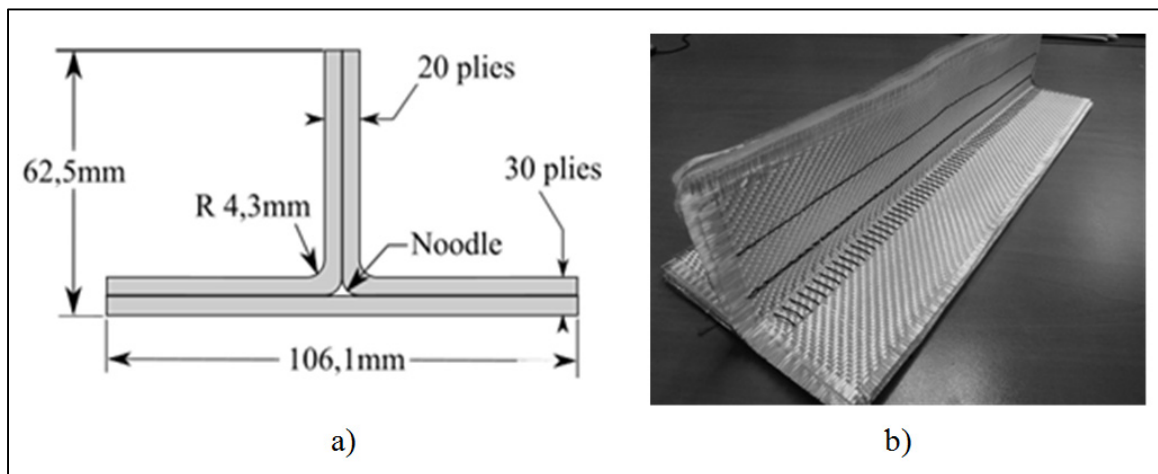 20 plies
62,5mm
30 plies
R 4,3mm
Noodle
106,1mm
a)
b)